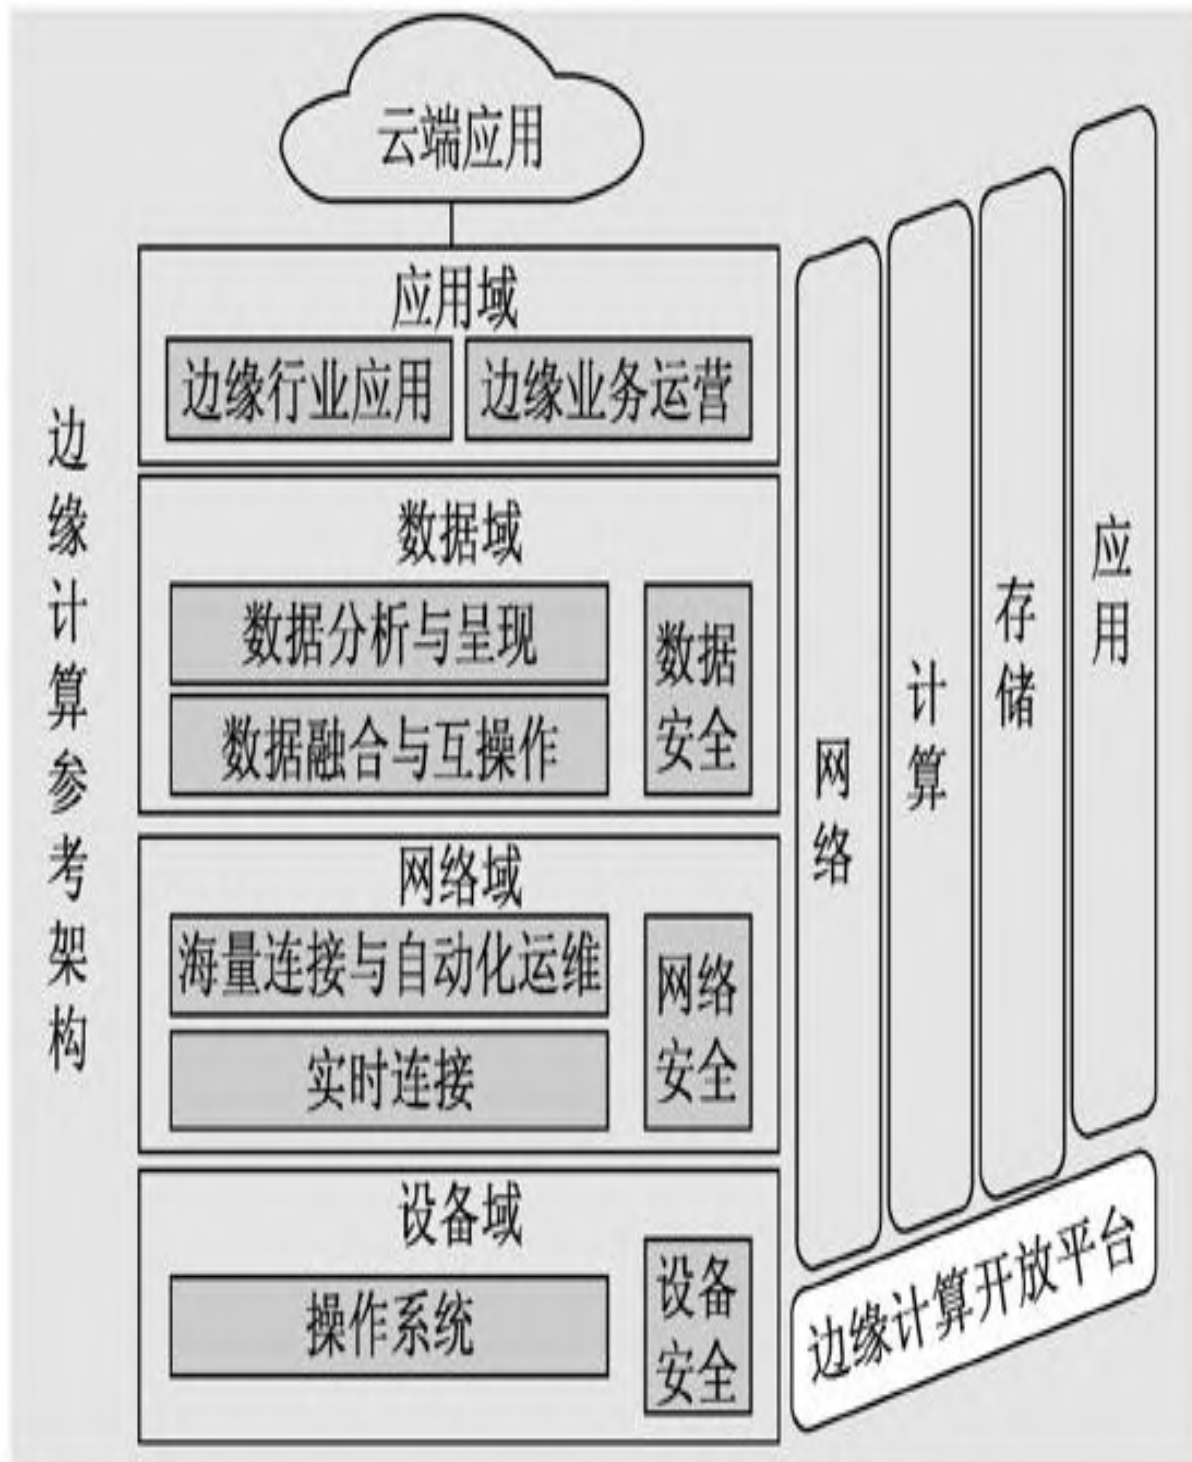 云端应用
边缘计算参考架构
应用域
边缘行业应用
边缘业务运营
数据域
数据分析与呈现
数据融合与互操作
数据
安全
网络域
海量连接与自动化运维
实时连接
网络
安全
设备域
操作系统
设备
安全
网络
计算
存储
应用
边缘计算开放平台